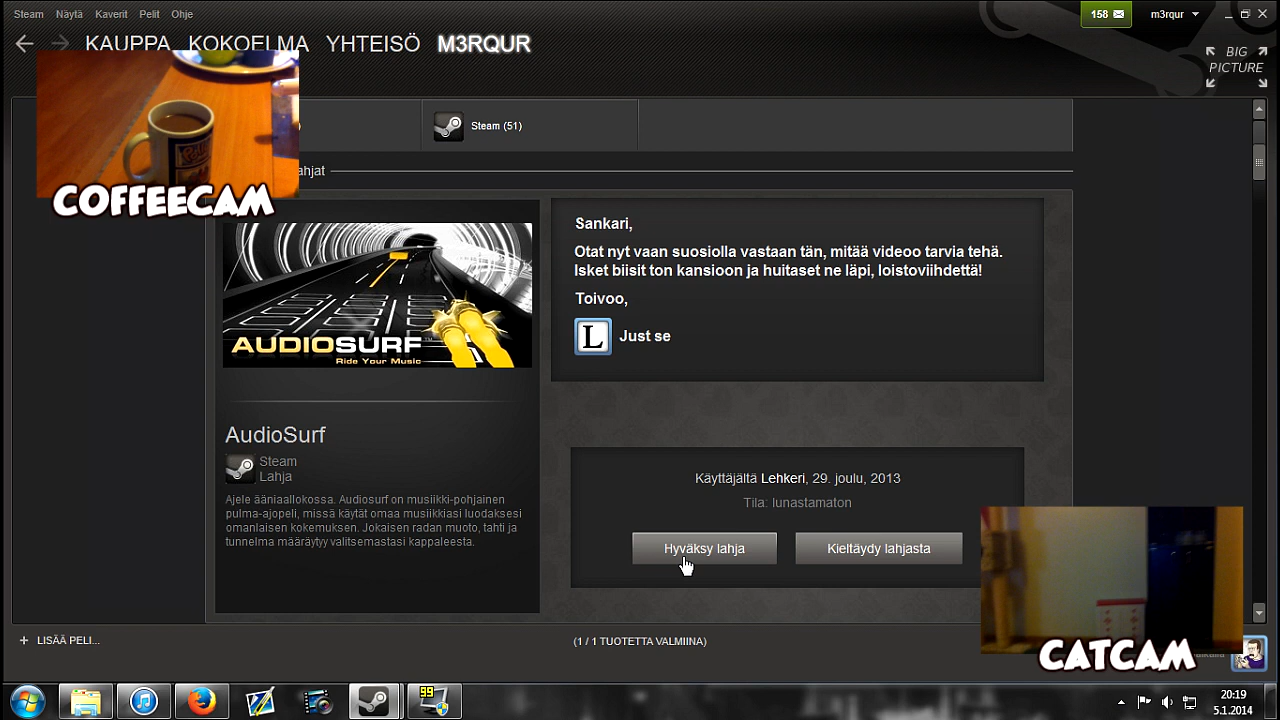 Steam Näytä Kaverit Pelit Ohje
158
m3rqur
KAUPPA KOKOELMA YHTEISÖ M3RQUR
BIG
PICTURE
Steam (51)
COFFEECAM
ahjat
Sankari,
Otat nyt vaan suosiolla vastaan tän, mitää videoo tarvia tehä.
Isket biisit ton kansioon ja huitaset ne läpi, loistoviihdettä!
Toivoo,
L Just se
AUDIOSURF
Ride Your Music
AudioSurf
Steam
Lahja
Ajele ääniaallokossa. Audiosurf on musiikki-pohjainen
pulma-ajopeli, missä käytät omaa musiikkiasi luodaksesi
omanlaisen kokemuksen. Jokaisen radan muoto, tahti ja
tunnelma määräytyy valitsemastasi kappaleesta.
Käyttäjältä Lehkeri, 29. joulu, 2013
Tila: lunastamaton
Hyväksy lahja
Kieltäydy lahjasta
CATCAM
+ LISÄÄ PELI...
(1 / 1 TUOTETTA VALMIINA)
99
20:19
5.1.2014